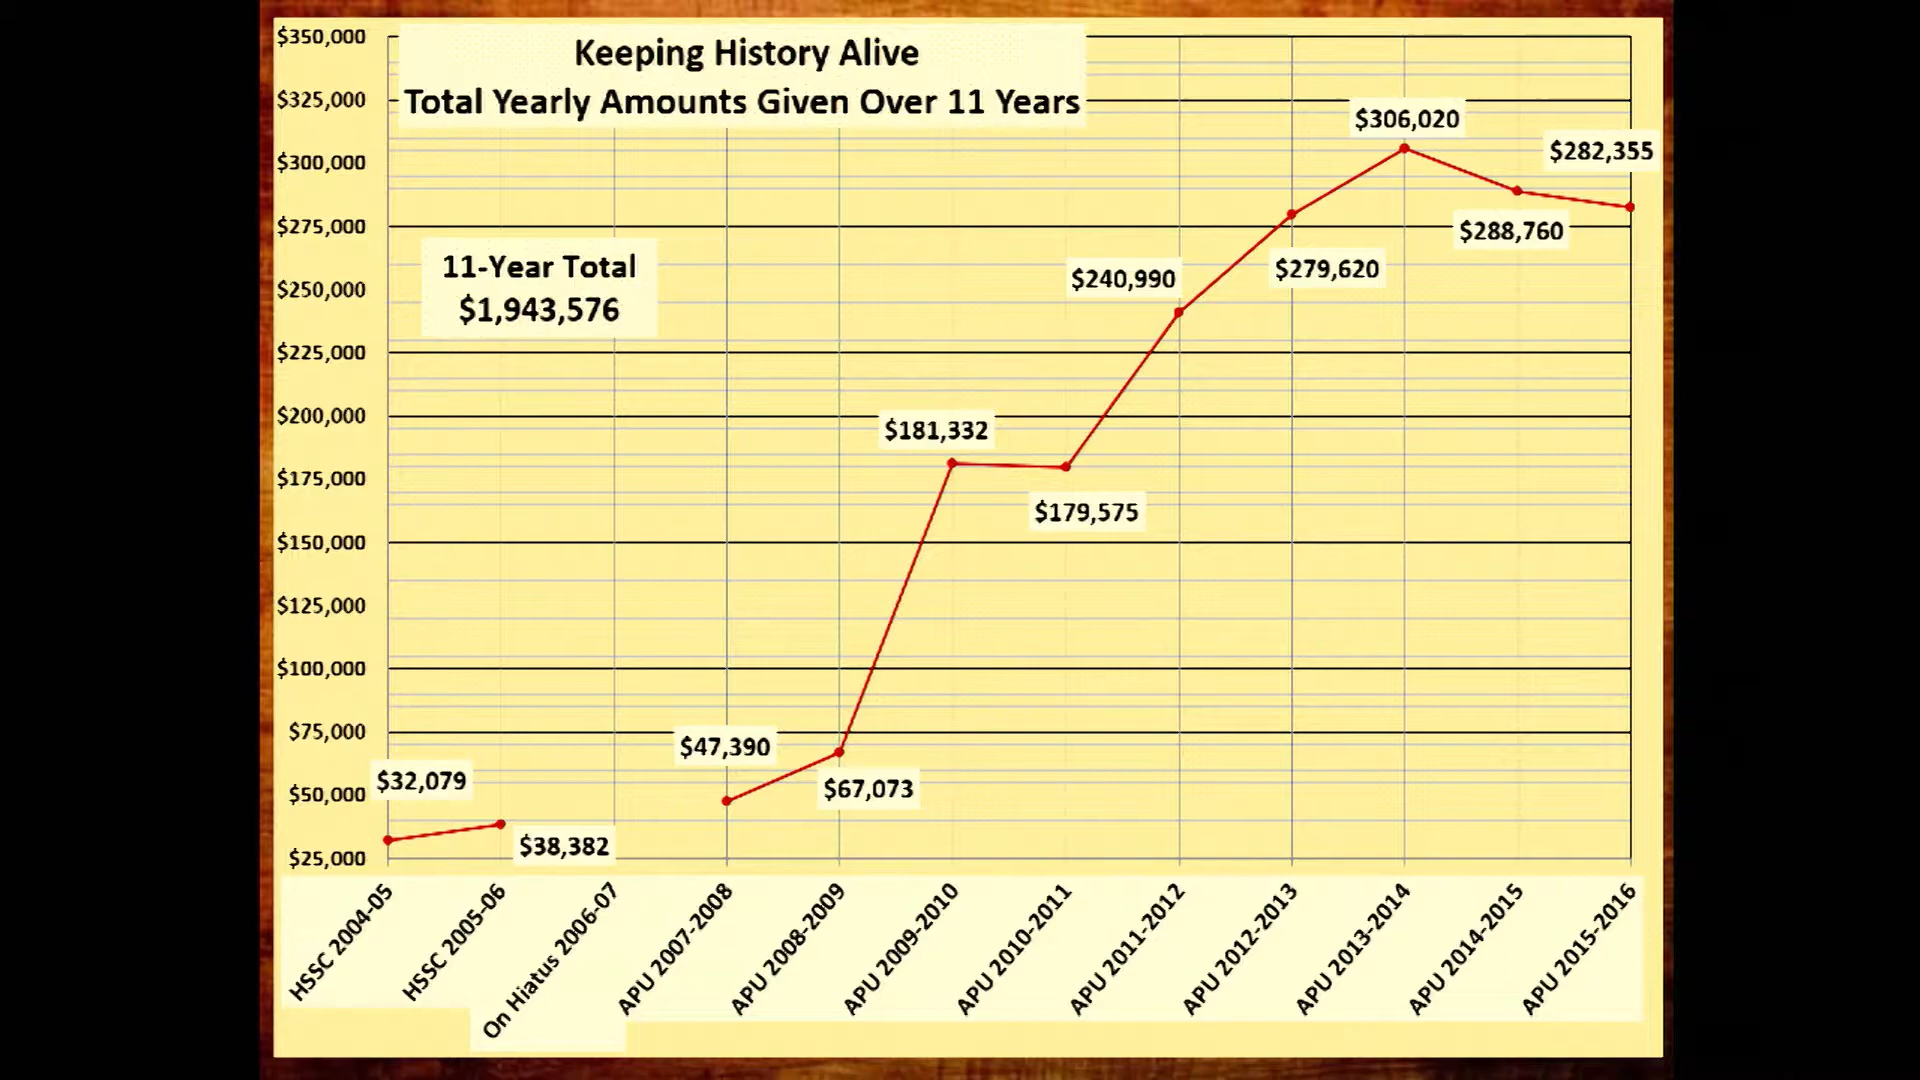 Keeping History Alive
Total Yearly Amounts Given Over 11 Years
$350,000
$325,000
$300,000
$275,000
$250,000
$225,000
$200,000
$175,000
$150,000
$125,000
$100,000
$75,000
$50,000
$25,000
11-Year Total
$1,943,576
$32,079
$38,382
$47,390
$67,073
$181,332
$179,575
$240,990
$279,620
$306,020
$288,760
$282,355
HSSC 2004-05
HSSC 2005-06
On Hiatus 2006-07
APU 2007-2008
APU 2008-2009
APU 2009-2010
APU 2010-2011
APU 2011-2012
APU 2012-2013
APU 2013-2014
APU 2014-2015
APU 2015-2016